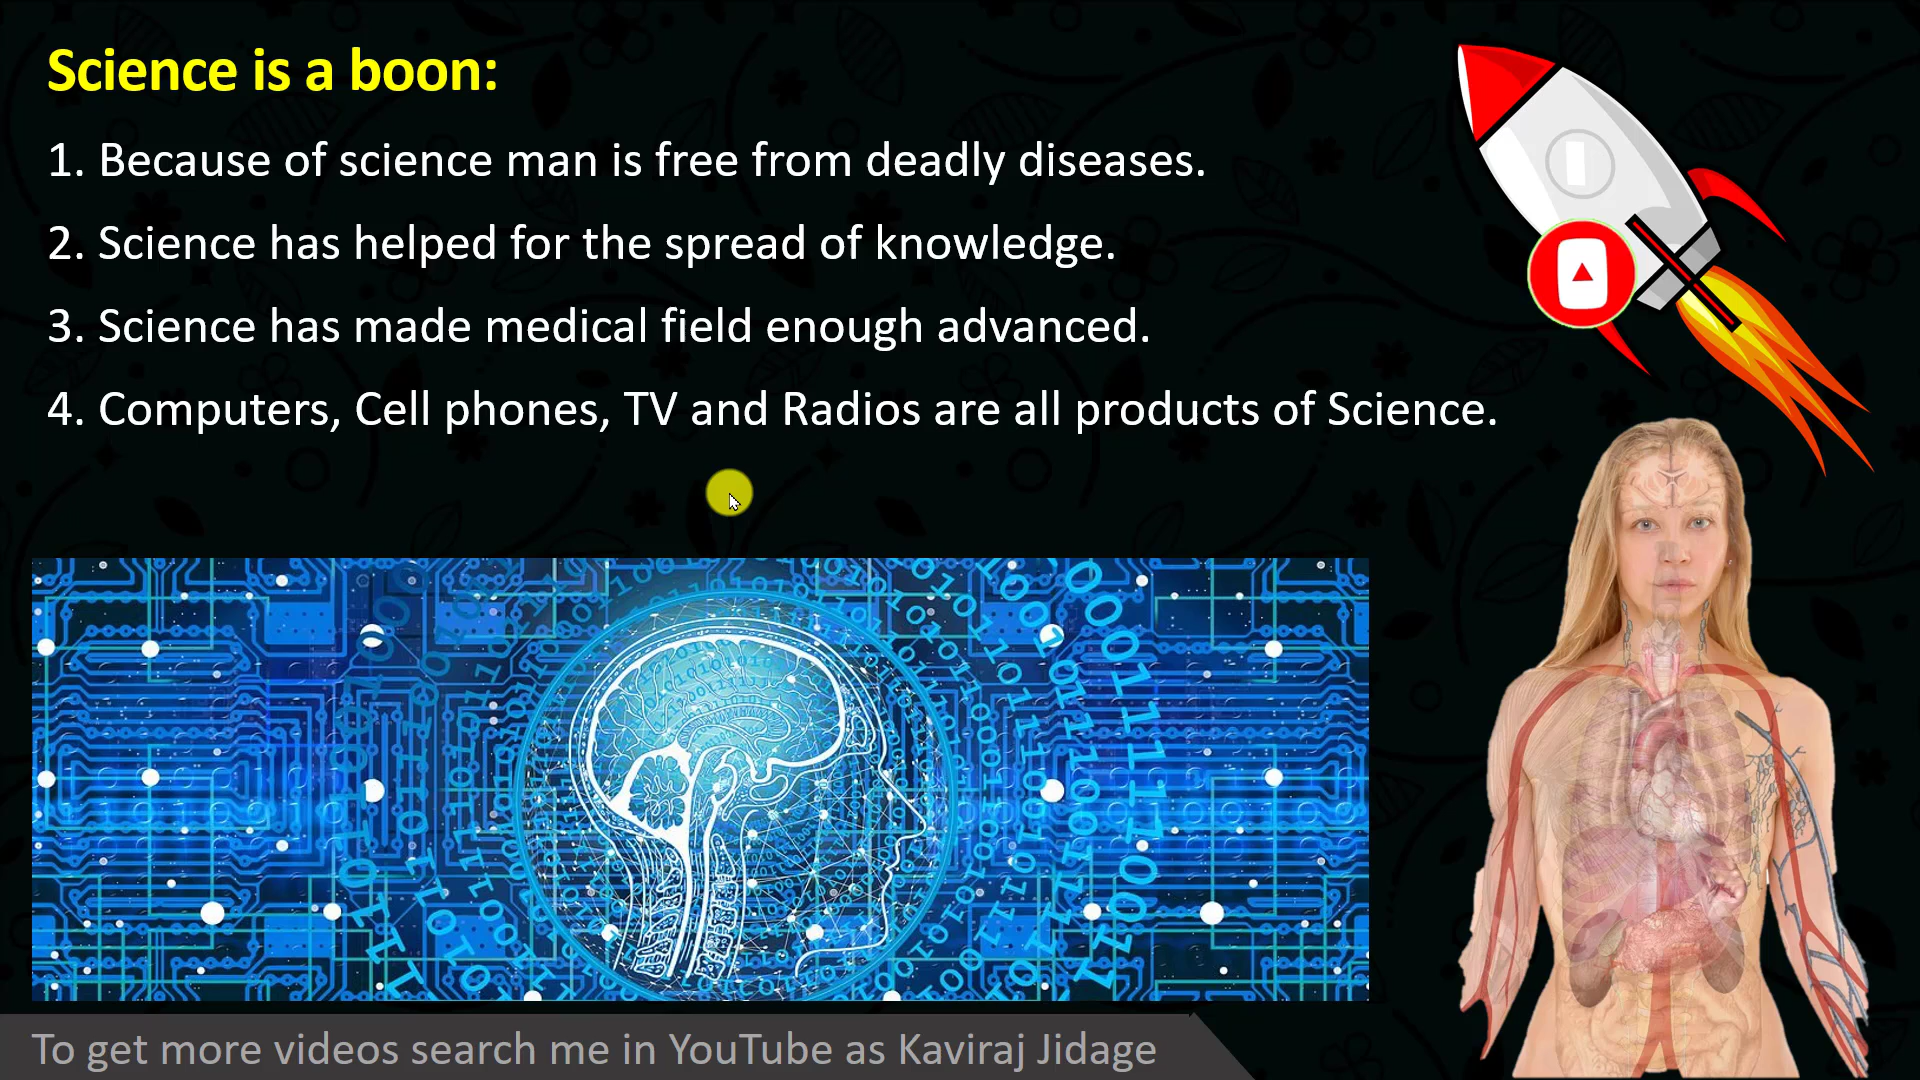 Science is a boon:
1. Because of science man is free from deadly diseases.
2. Science has helped for the spread of knowledge.
3. Science has made medical field enough advanced.
4. Computers, Cell phones, TV and Radios are all products of Science.
To get more videos search me in YouTube as Kaviraj Jidage